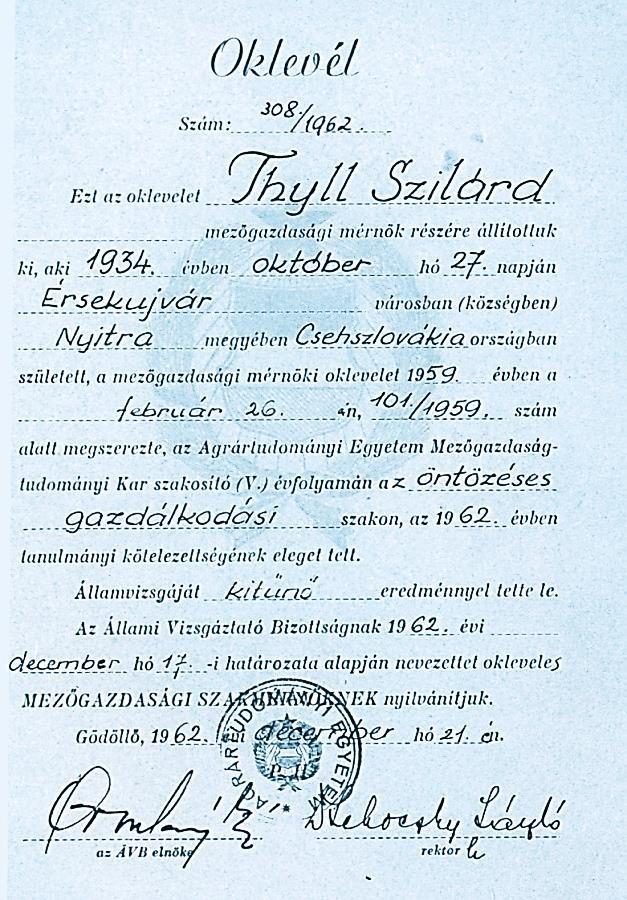 Oklevél
Szám: 308/1962.
Ezt az oklevelet Thyll Szilárd
mezőgazdasági mérnök részére állítottuk
ki, aki 1934. évben október hó 27. napján
Érsekujvár városban (községben)
Nyitra megyében Csehszlovákia országban
született, a mezőgazdasági mérnöki oklevelet 1959. évben a
február 26. án, 101/1959. szám
alatt megszerezte, az Agrártudományi Egyetem Mezőgazdaság-
tudományi Kar szakosító (V.) évfolyamán az öntözéses
gazdálkodási szakon, az 1962. évben
tanulmányi kötelezettségének eleget tett.
Államvizsgáját kitűnő eredménnyel tette le.
Az Állami Vizsgáztató Bizottságnak 1962. évi
december hó 17. -i határozata alapján nevezettet okleveles
MEZŐGAZDASÁGI SZAKMÉRNÖKNEK nyilvánítjuk.
Gödöllő, 1962. december hó 21. én.
AGRÁRTUDOMÁNYI EGYETEM
P. H.
László
az ÁVB elnöke
rektor h